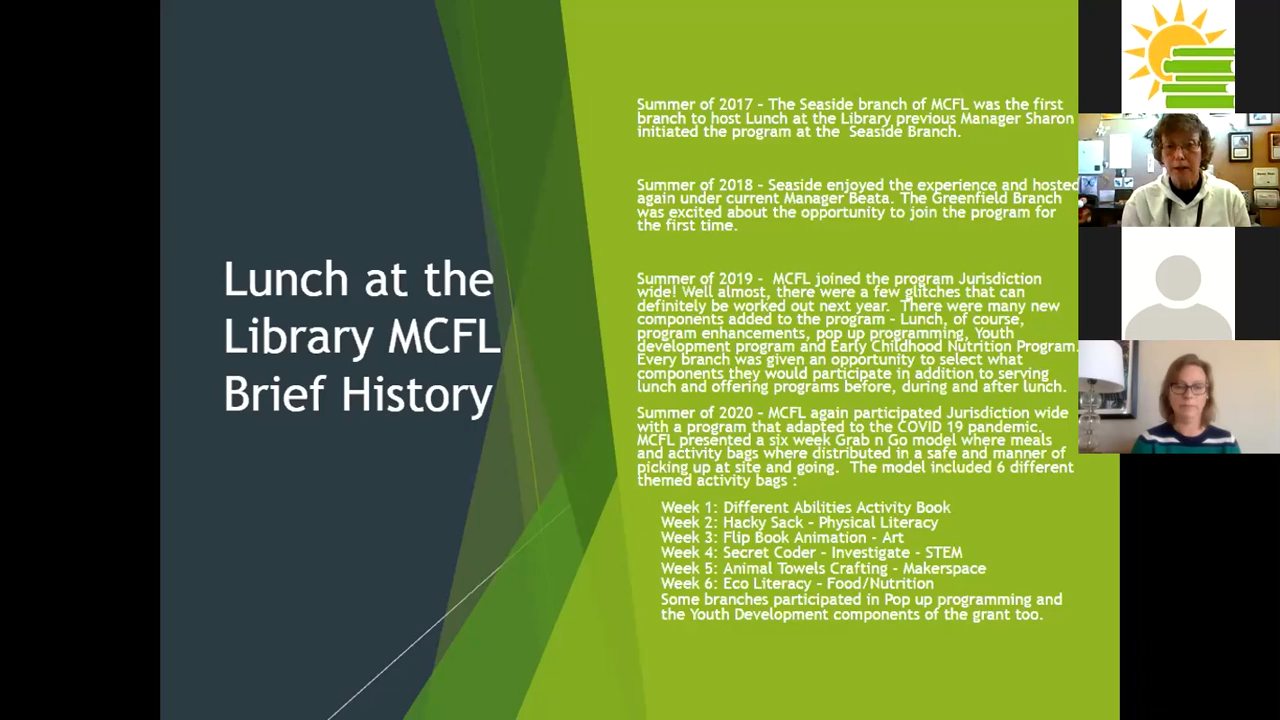 Lunch at the
Library MCFL
Brief History
Summer of 2017 – The Seaside branch of MCFL was the first
branch to host Lunch at the Library previous Manager Sharon
initiated the program at the Seaside Branch.
Summer of 2018 – Seaside enjoyed the experience and hosted
again under current Manager Beata. The Greenfield Branch
was excited about the opportunity to join the program for
the first time.
Summer of 2019 - MCFL joined the program Jurisdiction
wide! Well almost, there were a few glitches that can
definitely be worked out next year. There were many new
components added to the program – Lunch, of course,
program enhancements, pop up programming, Youth
development program and Early Childhood Nutrition Program.
Every branch was given an opportunity to select what
components they would participate in addition to serving
lunch and offering programs before, during and after lunch.
Summer of 2020 – MCFL again participated Jurisdiction wide
with a program that adapted to the COVID 19 pandemic.
MCFL presented a six week Grab n Go model where meals
and activity bags where distributed in a safe and manner of
picking up at site and going. The model included 6 different
themed activity bags :
Week 1: Different Abilities Activity Book
Week 2: Hacky Sack – Physical Literacy
Week 3: Flip Book Animation - Art
Week 4: Secret Coder – Investigate - STEM
Week 5: Animal Towels Crafting – Makerspace
Week 6: Eco Literacy – Food/Nutrition
Some branches participated in Pop up programming and
the Youth Development components of the grant too.